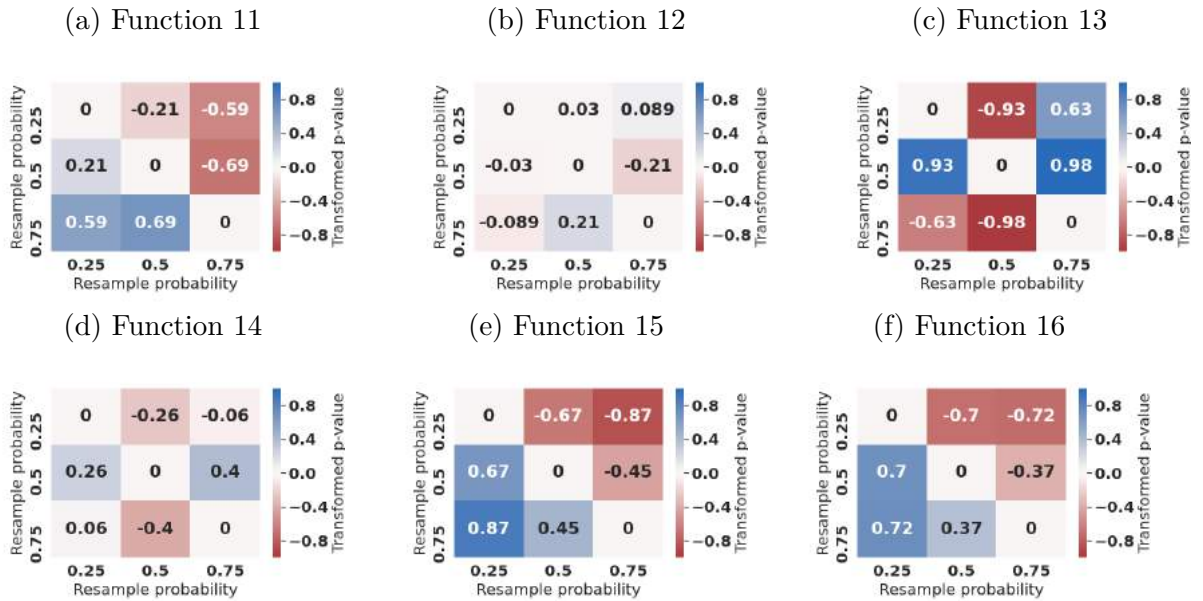 (a) Function 11
(b) Function 12
(c) Function 13
Resample probability
0.25
0.5
0.75
0 -0.21 -0.59
0.21 0 -0.69
0.59 0.69 0
0.25 0.5 0.75
Resample probability
0.8
0.4
0.0
−0.4
−0.8
Transformed p-value
Resample probability
0.25
0.5
0.75
0 0.03 0.089
-0.03 0 -0.21
-0.089 0.21 0
0.25 0.5 0.75
Resample probability
0.8
0.4
0.0
−0.4
−0.8
Transformed p-value
Resample probability
0.25
0.5
0.75
0 -0.93 0.63
0.93 0 0.98
-0.63 -0.98 0
0.25 0.5 0.75
Resample probability
0.8
0.4
0.0
−0.4
−0.8
Transformed p-value
(d) Function 14
(e) Function 15
(f) Function 16
Resample probability
0.25
0.5
0.75
0 -0.26 -0.06
0.26 0 0.4
0.06 -0.4 0
0.25 0.5 0.75
Resample probability
0.8
0.4
0.0
−0.4
−0.8
Transformed p-value
Resample probability
0.25
0.5
0.75
0 -0.67 -0.87
0.67 0 -0.45
0.87 0.45 0
0.25 0.5 0.75
Resample probability
0.8
0.4
0.0
−0.4
−0.8
Transformed p-value
Resample probability
0.25
0.5
0.75
0 -0.7 -0.72
0.7 0 -0.37
0.72 0.37 0
0.25 0.5 0.75
Resample probability
0.8
0.4
0.0
−0.4
−0.8
Transformed p-value